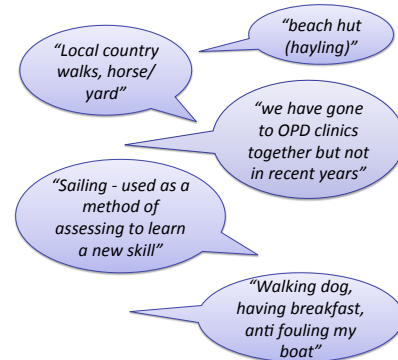 “beach hut
(hayling)”
“Local country
walks, horse/
yard”
“we have gone
to OPD clinics
together but not
in recent years”
“Sailing - used as a
method of
assessing to learn
a new skill”
“Walking dog,
having breakfast,
anti fouling my
boat”